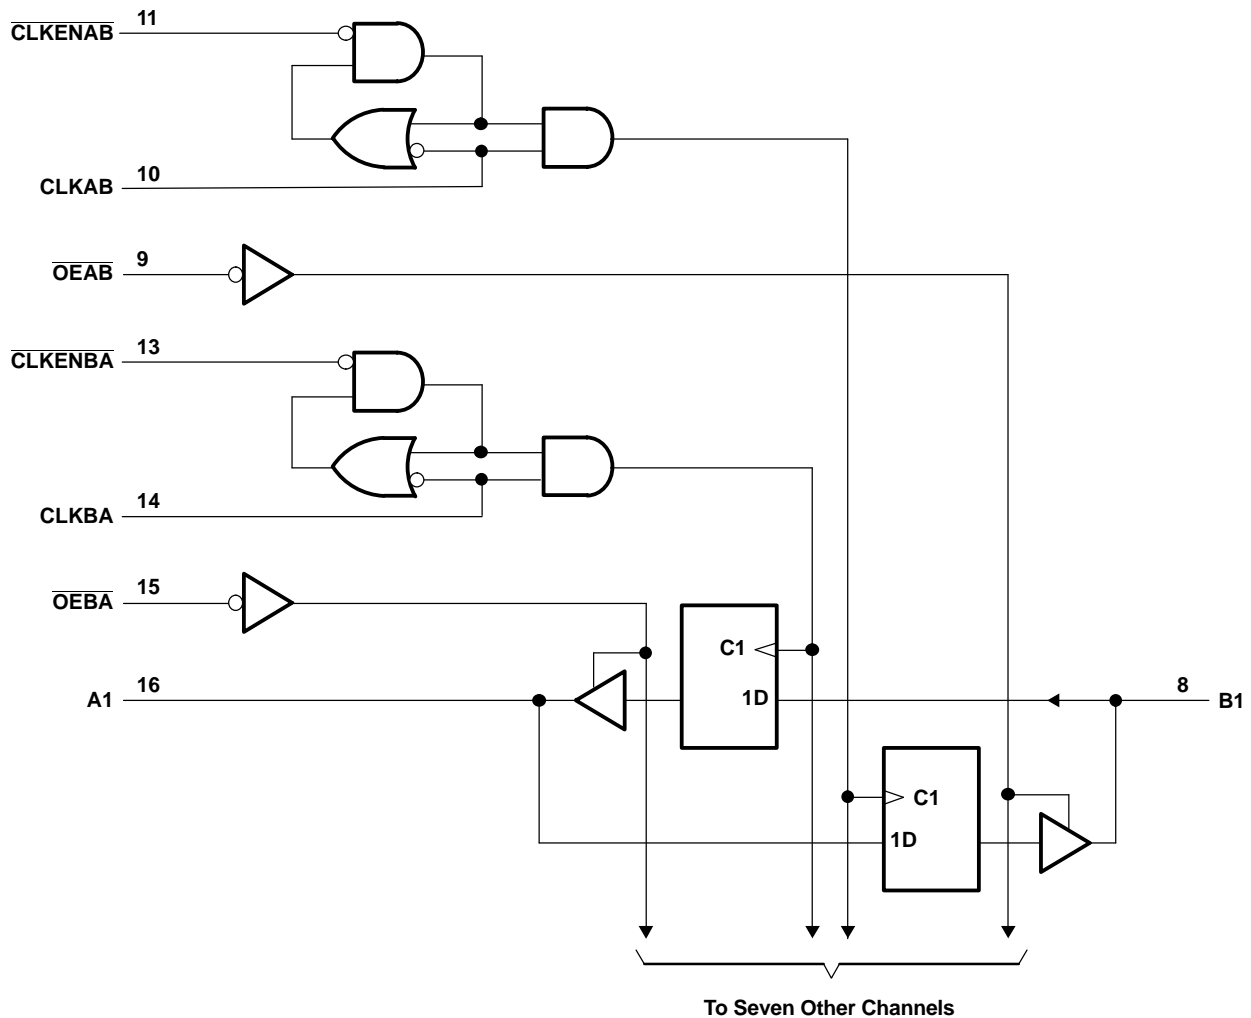 CLKENAB 11
CLKAB 10
OEAB 9
CLKENBA 13
CLKBA 14
OEBA 15
C1
A1 16
1D
8 B1
C1
1D
To Seven Other Channels